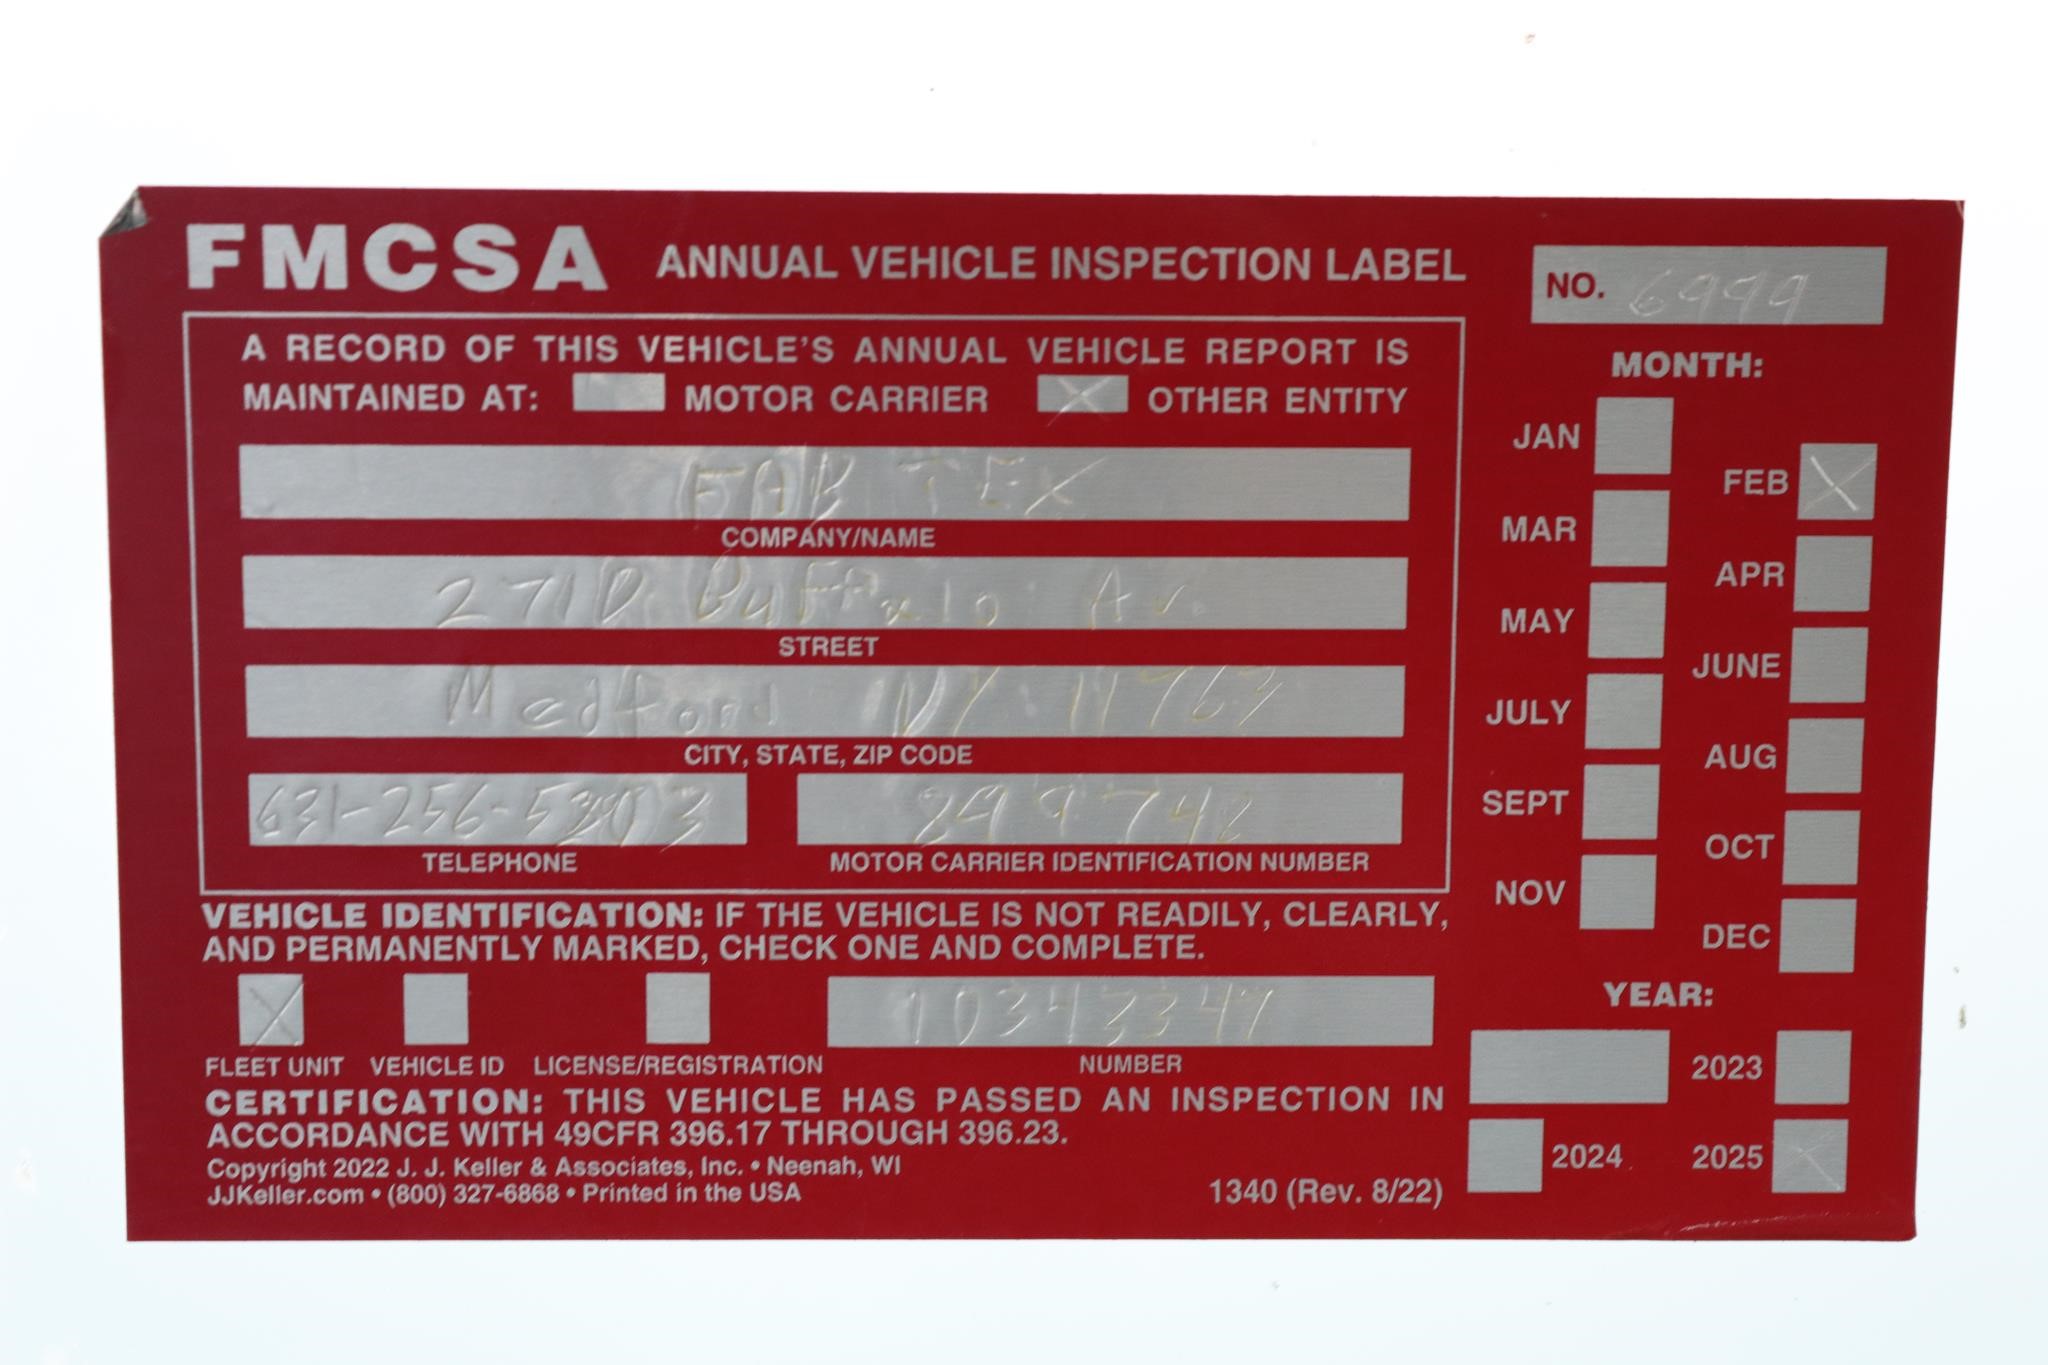 FMCSA ANNUAL VEHICLE INSPECTION LABEL
NO. 6999
A RECORD OF THIS VEHICLE'S ANNUAL VEHICLE REPORT IS
MAINTAINED AT: MOTOR CARRIER X OTHER ENTITY
FAB TEX
COMPANY/NAME
271D Buffalo Av.
STREET
Medford NY 11763
CITY, STATE, ZIP CODE
631-256-
TELEPHONE
MOTOR CARRIER IDENTIFICATION NUMBER
VEHICLE IDENTIFICATION: IF THE VEHICLE IS NOT READILY, CLEARLY,
AND PERMANENTLY MARKED, CHECK ONE AND COMPLETE.
X
FLEET UNIT VEHICLE ID LICENSE/REGISTRATION
10343347
NUMBER
CERTIFICATION: THIS VEHICLE HAS PASSED AN INSPECTION IN
ACCORDANCE WITH 49CFR 396.17 THROUGH 396.23.
Copyright 2022 J. J. Keller & Associates, Inc. • Neenah, WI
JJKeller.com • (800) 327-6868 • Printed in the USA
1340 (Rev. 8/22)
MONTH:
JAN
FEB X
MAR
APR
MAY
JUNE
JULY
AUG
SEPT
OCT
NOV
DEC
YEAR:
2023
2024
2025 X